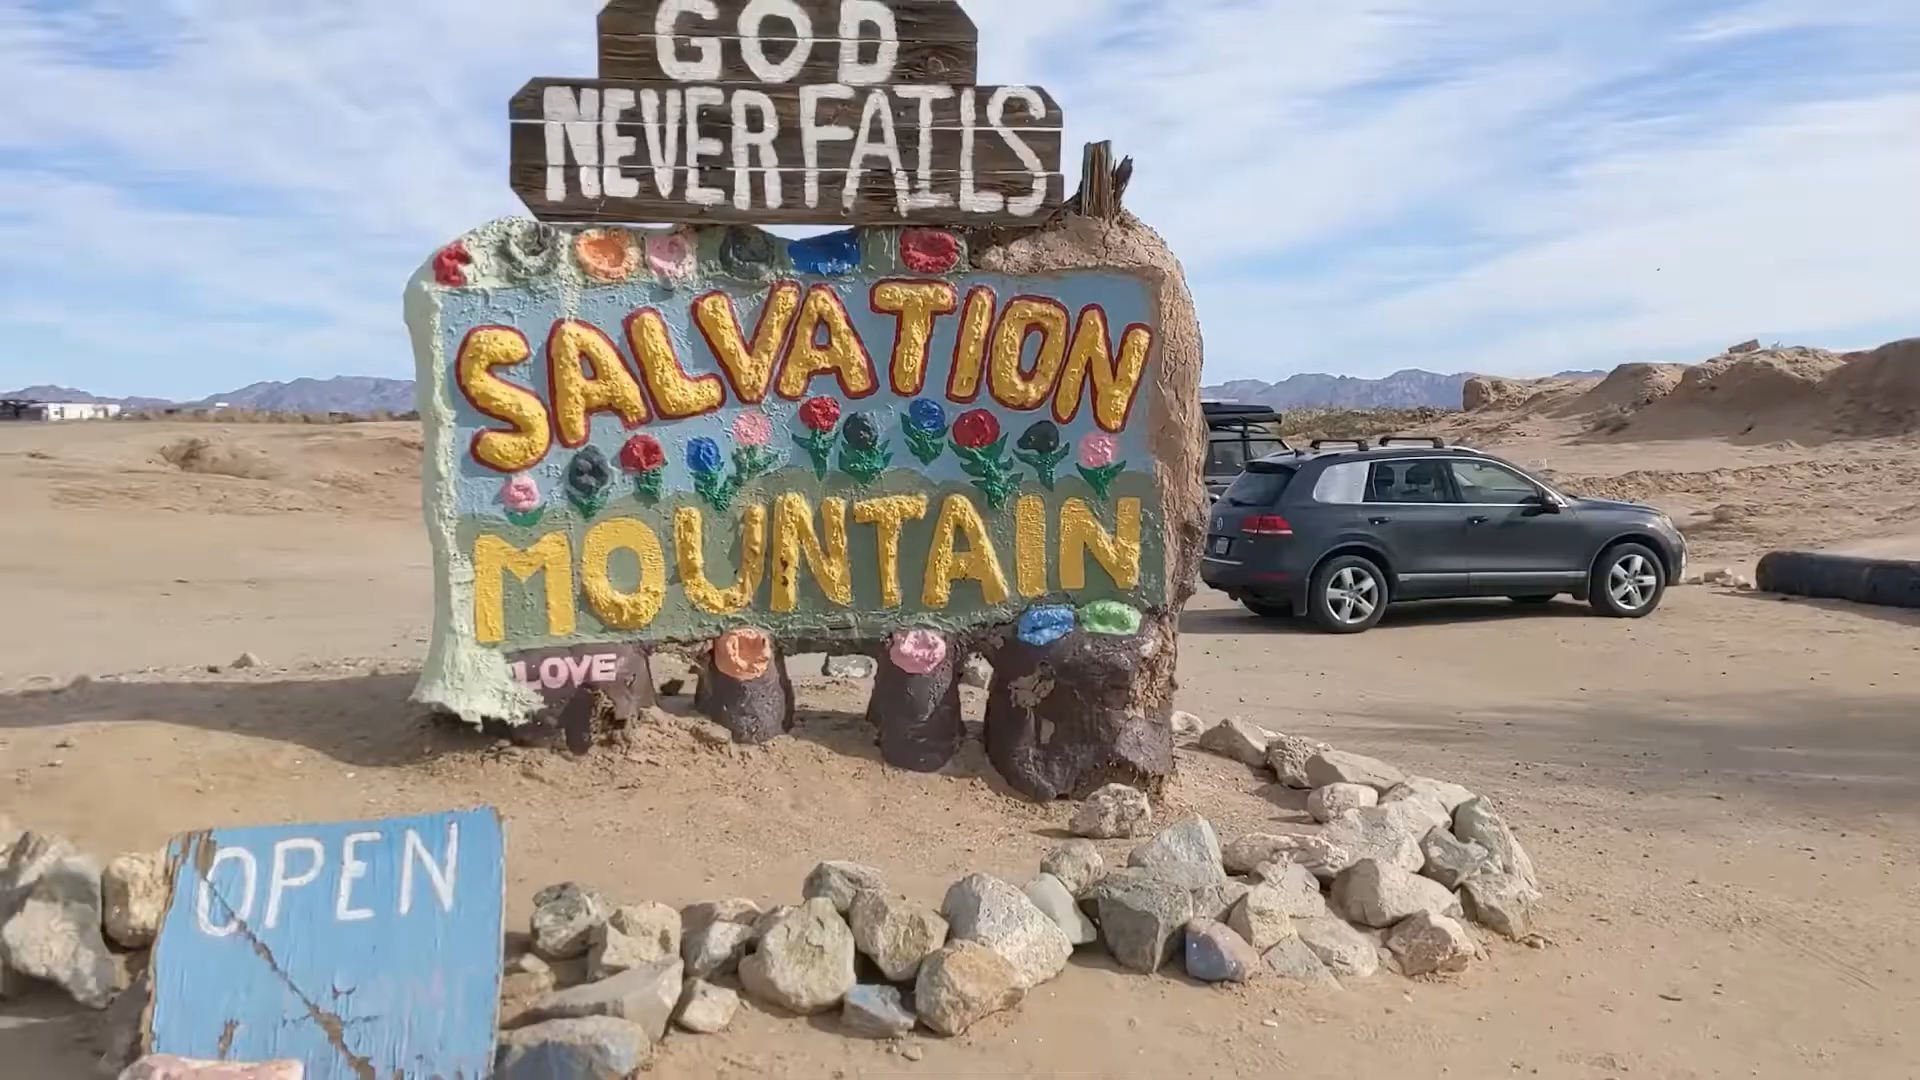 GOD
NEVER FAILS
SALVATION
MOUNTAIN
LOVE
OPEN